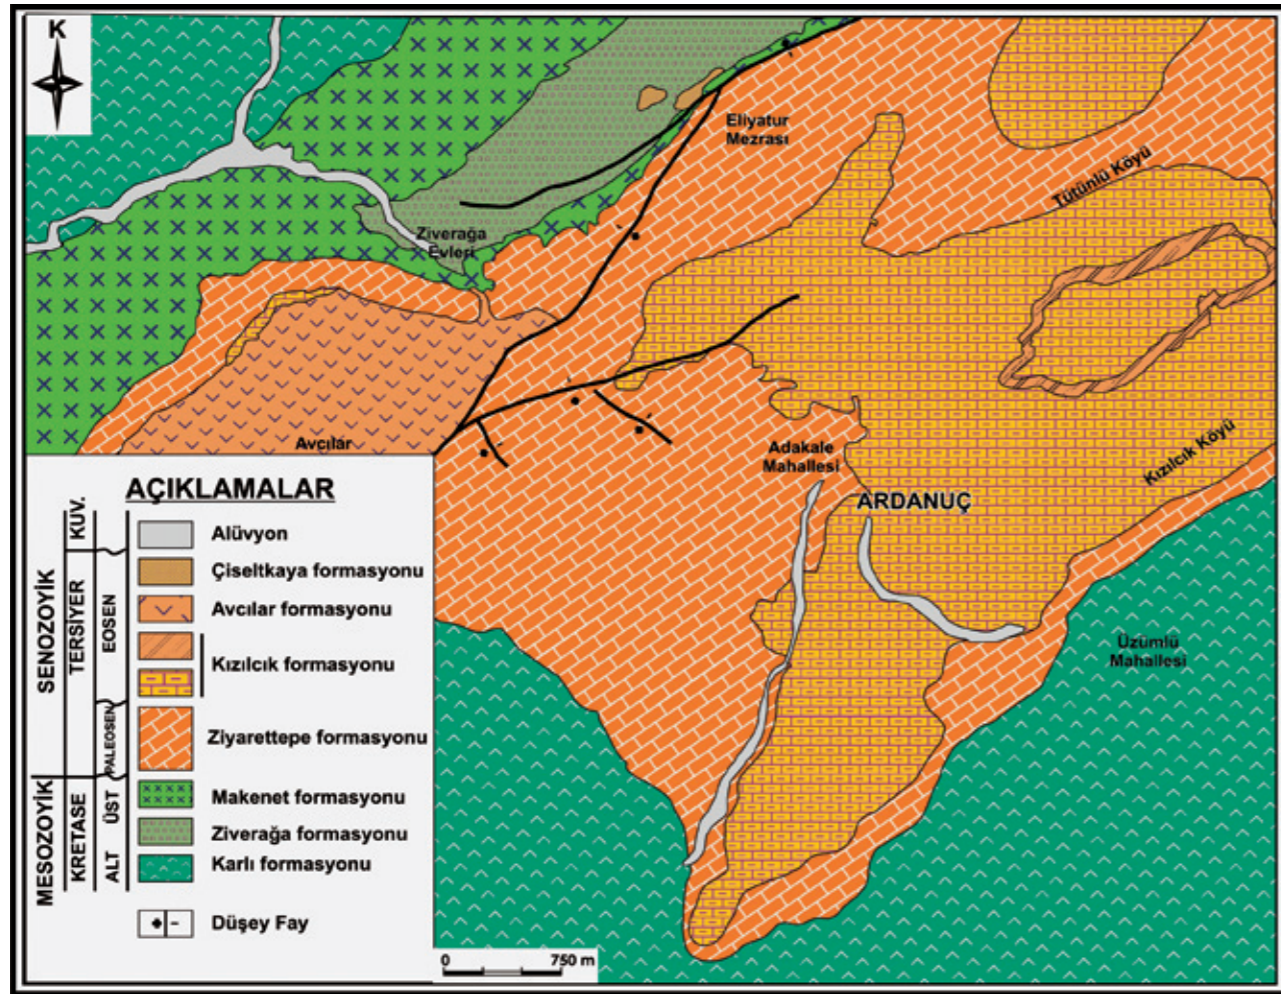 K
Eliyatur
Mezrası
Tütünlü Köyü
Ziverağa
Evleri
Avcılar
Adakale
Mahallesi
ARDANUÇ
Kızılcık Köyü
Üzümlü
Mahallesi
AÇIKLAMALAR
SENOZOYİK
MESOZOYİK
KUV.
TERSİYER
KRETASE
EOSEN
PALEOSEN
ÜST
ALT
Alüvyon
Çiseltkaya formasyonu
Avcılar formasyonu
Kızılcık formasyonu
Ziyarettepe formasyonu
Makenet formasyonu
Ziverağa formasyonu
Karlı formasyonu
Düşey Fay
0 750 m